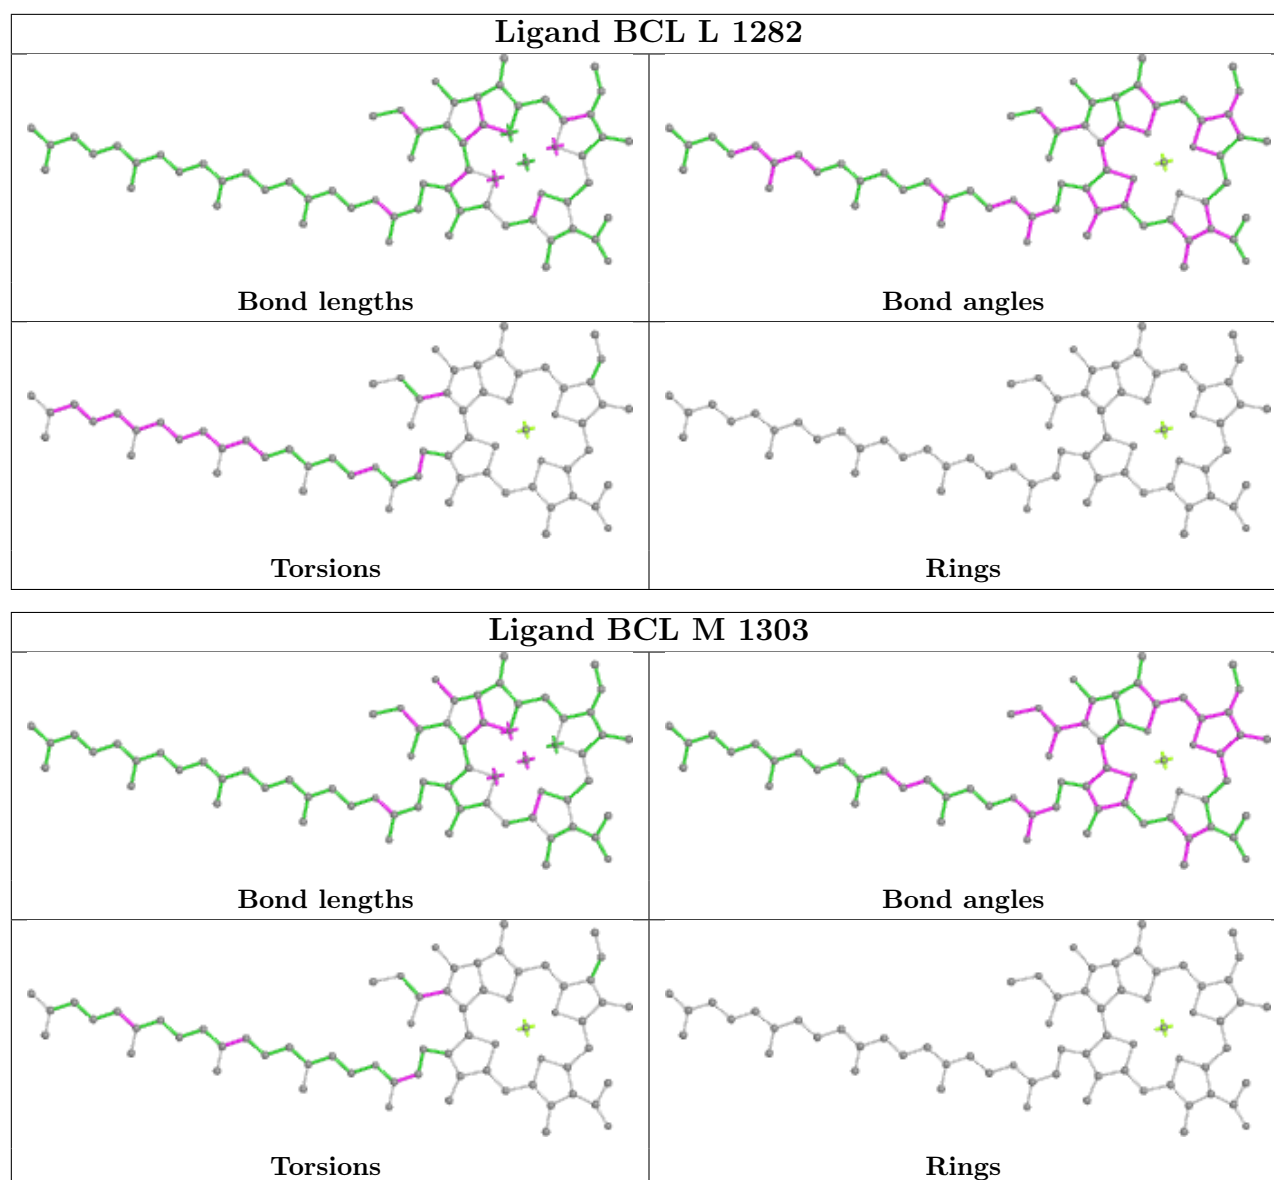 Ligand BCL L 1282
Bond lengths
Bond angles
Torsions
Rings
Ligand BCL M 1303
Bond lengths
Bond angles
Torsions
Rings